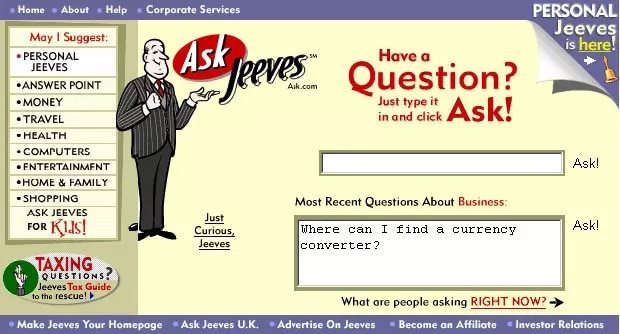 Home • About • Help • Corporate Services
PERSONAL
Jeeves
is here!
May I Suggest:
• PERSONAL
JEEVES
• ANSWER POINT
• MONEY
• TRAVEL
• HEALTH
• COMPUTERS
• ENTERTAINMENT
• HOME & FAMILY
• SHOPPING
ASK JEEVES
FOR Kids!
TAXING
QUESTIONS?
Jeeves Tax Guide
to the rescue!
Ask
Jeeves SM
Ask.com
Just
Curious,
Jeeves
Have a
Question?
Just type it
in and click Ask!
Ask!
Most Recent Questions About Business:
Where can I find a currency
converter?
Ask!
What are people asking RIGHT NOW?
• Make Jeeves Your Homepage • Ask Jeeves U.K. • Advertise On Jeeves • Become an Affiliate • Investor Relations